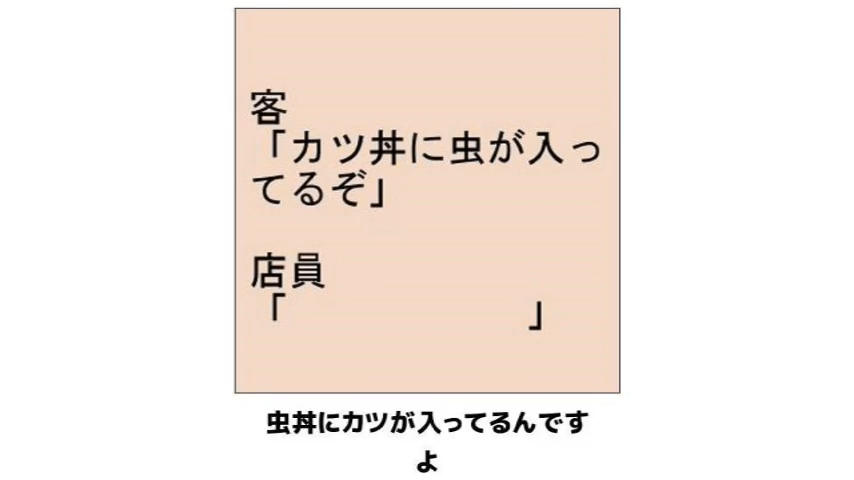 客
「カツ丼に虫が入っ
てるぞ」
店員
「　　　　　　」
虫丼にカツが入ってるんです
よ